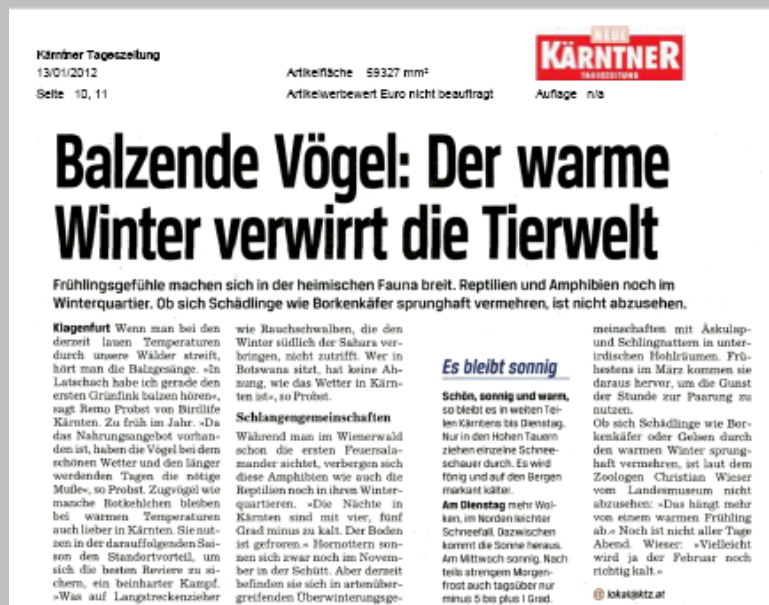 Kärntner Tageszeitung
13/01/2012
Seite 10, 11
Artikelfläche 59327 mm²
Artikelwerbewert Euro nicht beauftragt
Auflage n/a
NEUE
KÄRNTNER
TAGESZEITUNG
Balzende Vögel: Der warme
Winter verwirrt die Tierwelt
Frühlingsgefühle machen sich in der heimischen Fauna breit. Reptilien und Amphibien noch im
Winterquartier. Ob sich Schädlinge wie Borkenkäfer sprunghaft vermehren, ist nicht abzusehen.
Klagenfurt Wenn man bei den
derzeit lauen Temperaturen
durch unsere Wälder streift,
hört man die Balzgesänge. »In
Latschach habe ich gerade den
ersten Grünfink balzen hören«,
sagt Remo Probst von Birdlife
Kärnten. Zu früh im Jahr. »Da
das Nahrungsangebot vorhan-
den ist, haben die Vögel bei dem
schönen Wetter und den länger
werdenden Tagen die nötige
Muße«, so Probst. Zugvögel wie
manche Rotkehlchen bleiben
bei warmen Temperaturen
auch lieber in Kärnten. Sie nut-
zen in der darauffolgenden Sai-
son den Standortvorteil, um
sich die besten Reviere zu si-
chern, ein beinharter Kampf.
»Was auf Langstreckenzieher
wie Rauchschwalben, die den
Winter südlich der Sahara ver-
bringen, nicht zutrifft. Wer in
Botswana sitzt, hat keine Ah-
nung, wie das Wetter in Kärn-
ten ist«, so Probst.
Schlangengemeinschaften
Während man im Wienerwald
schon die ersten Feuersala-
mander sichtet, verbergen sich
diese Amphibien wie auch die
Reptilien noch in ihren Winter-
quartieren. »Die Nächte in
Kärnten sind mit vier, fünf
Grad minus zu kalt. Der Boden
ist gefroren.« Hornottern son-
nen sich zwar noch im Novem-
ber in der Schütt. Aber derzeit
befinden sie sich in artenüber-
greifenden Überwinterungsge-
Es bleibt sonnig
Schön, sonnig und warm,
so bleibt es in weiten Tei-
len Kärntens bis Dienstag.
Nur in den Hohen Tauern
ziehen einzelne Schnee-
schauer durch. Es wird
fönig und auf den Bergen
markant kälter.
Am Dienstag mehr Wol-
ken, im Norden leichter
Schneefall. Dazwischen
kommt die Sonne heraus.
Am Mittwoch sonnig. Nach
teils strengem Morgen-
frost auch tagsüber nur
minus 5 bis plus 1 Grad.
meinschaften mit Äskulap-
und Schlingnattern in unter-
irdischen Hohlräumen. Frü-
hestens im März kommen sie
daraus hervor, um die Gunst
der Stunde zur Paarung zu
nutzen.
Ob sich Schädlinge wie Bor-
kenkäfer oder Gelsen durch
den warmen Winter sprung-
haft vermehren, ist laut dem
Zoologen Christian Wieser
vom Landesmuseum nicht
abzusehen: »Das hängt mehr
von einem warmen Frühling
ab.« Noch ist nicht aller Tage
Abend. Wieser: »Vielleicht
wird ja der Februar noch
richtig kalt.«
@ lokal@ktz.at